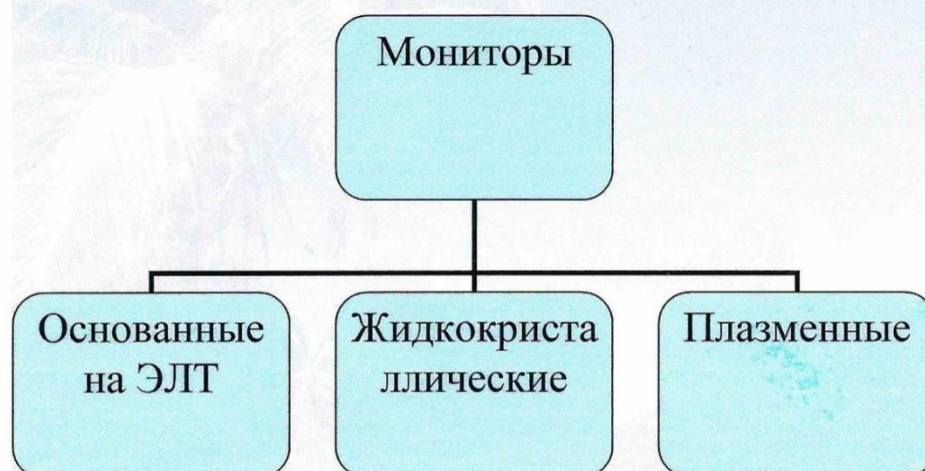 Мониторы
Основанные
на ЭЛТ
Жидкокриста
ллические
Плазменные